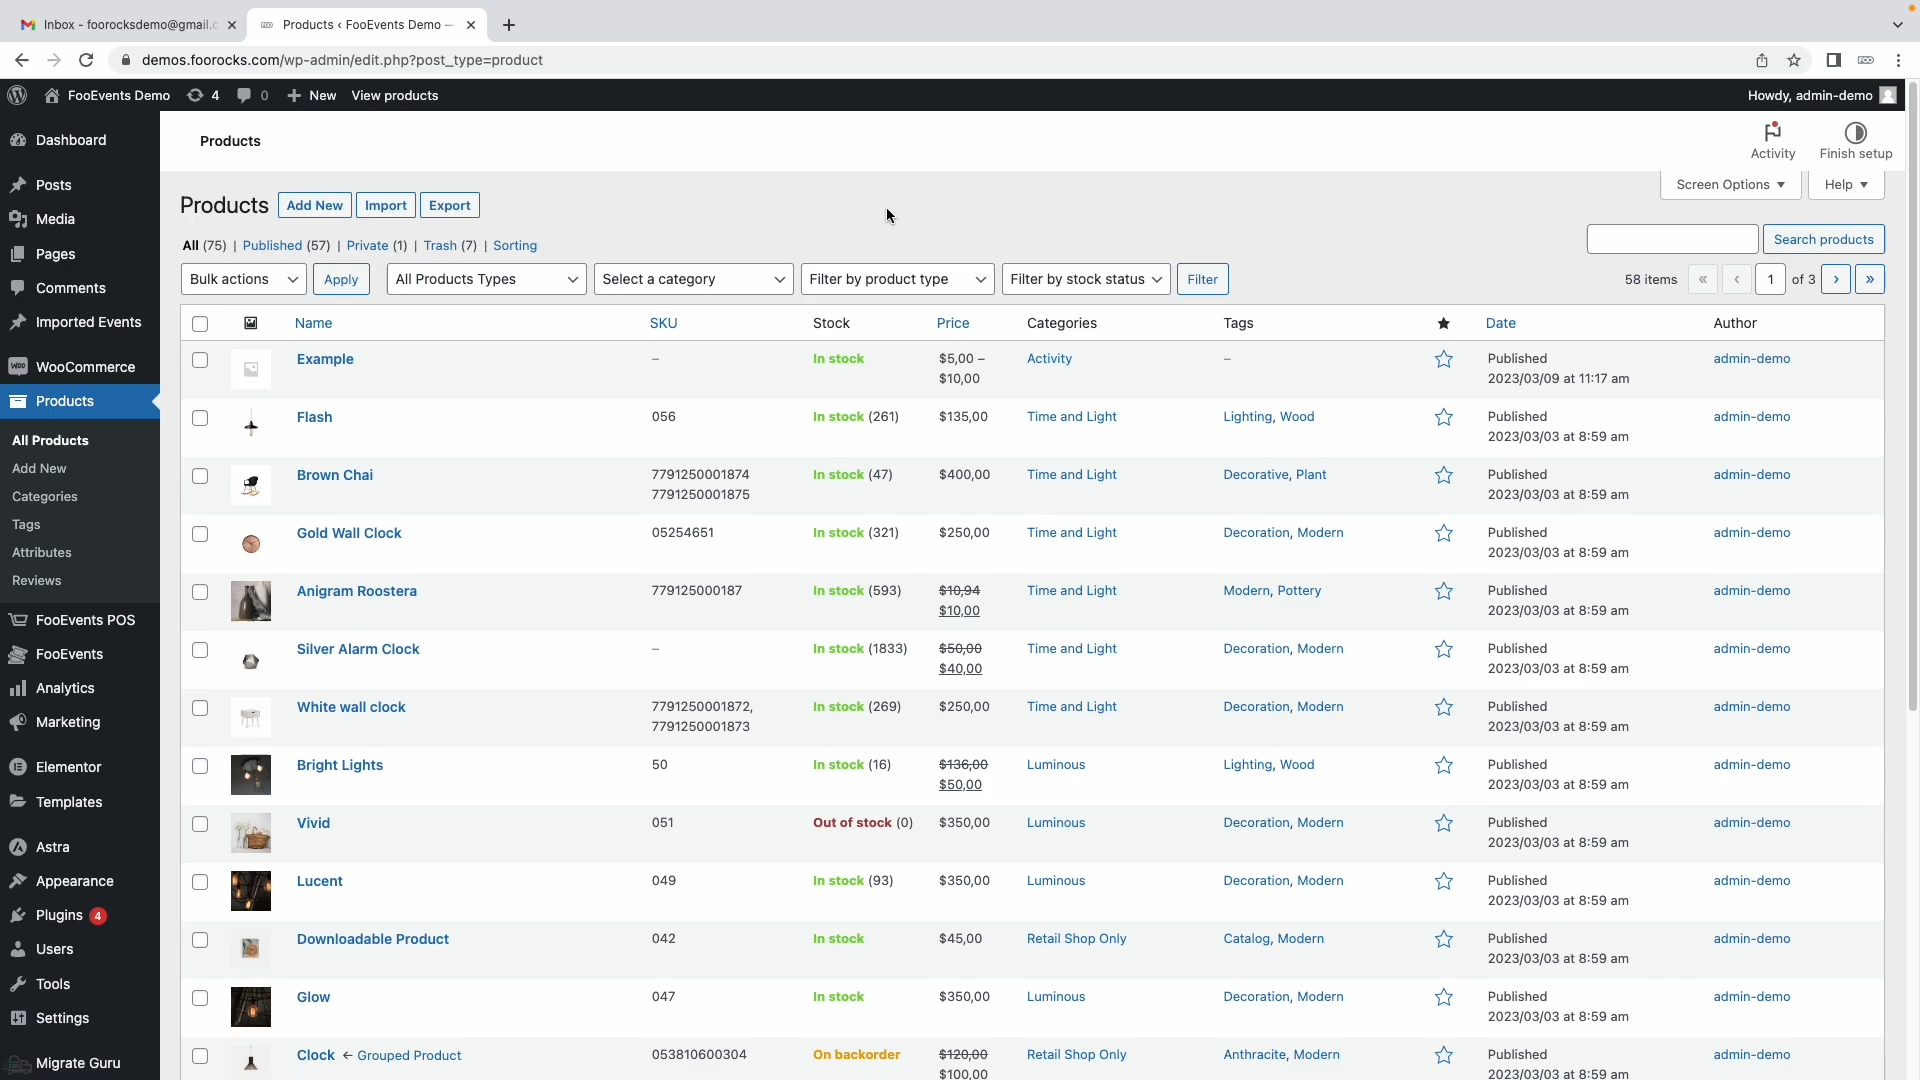 Inbox - foorocksdemo@gmail.c
Products ‹ FooEvents Demo —
demos.foorocks.com/wp-admin/edit.php?post_type=product
FooEvents Demo 4 0 New View products Howdy, admin-demo
Dashboard
Posts
Media
Pages
Comments
Imported Events
WooCommerce
Products
All Products
Add New
Categories
Tags
Attributes
Reviews
FooEvents POS
FooEvents
Analytics
Marketing
Elementor
Templates
Astra
Appearance
Plugins 4
Users
Tools
Settings
Migrate Guru
Products
Activity
Finish setup
Screen Options Help
Products Add New Import Export
All (75) | Published (57) | Private (1) | Trash (7) | Sorting
Search products
Bulk actions Apply All Products Types Select a category Filter by product type Filter by stock status Filter
58 items « ‹ 1 of 3 › »
Name SKU Stock Price Categories Tags Date Author
Example – In stock $5,00 – Activity – Published admin-demo
$10,00 2023/03/09 at 11:17 am
Flash 056 In stock (261) $135,00 Time and Light Lighting, Wood Published admin-demo
2023/03/03 at 8:59 am
Brown Chai 7791250001874 In stock (47) $400,00 Time and Light Decorative, Plant Published admin-demo
7791250001875 2023/03/03 at 8:59 am
Gold Wall Clock 05254651 In stock (321) $250,00 Time and Light Decoration, Modern Published admin-demo
2023/03/03 at 8:59 am
Anigram Roostera 779125000187 In stock (593) $10,94 Time and Light Modern, Pottery Published admin-demo
$10,00 2023/03/03 at 8:59 am
Silver Alarm Clock – In stock (1833) $50,00 Time and Light Decoration, Modern Published admin-demo
$40,00 2023/03/03 at 8:59 am
White wall clock 7791250001872, In stock (269) $250,00 Time and Light Decoration, Modern Published admin-demo
7791250001873 2023/03/03 at 8:59 am
Bright Lights 50 In stock (16) $136,00 Luminous Lighting, Wood Published admin-demo
$50,00 2023/03/03 at 8:59 am
Vivid 051 Out of stock (0) $350,00 Luminous Decoration, Modern Published admin-demo
2023/03/03 at 8:59 am
Lucent 049 In stock (93) $350,00 Luminous Decoration, Modern Published admin-demo
2023/03/03 at 8:59 am
Downloadable Product 042 In stock $45,00 Retail Shop Only Catalog, Modern Published admin-demo
2023/03/03 at 8:59 am
Glow 047 In stock $350,00 Luminous Decoration, Modern Published admin-demo
2023/03/03 at 8:59 am
Clock ← Grouped Product 053810600304 On backorder $120,00 Retail Shop Only Anthracite, Modern Published admin-demo
$100,00 2023/03/03 at 8:59 am